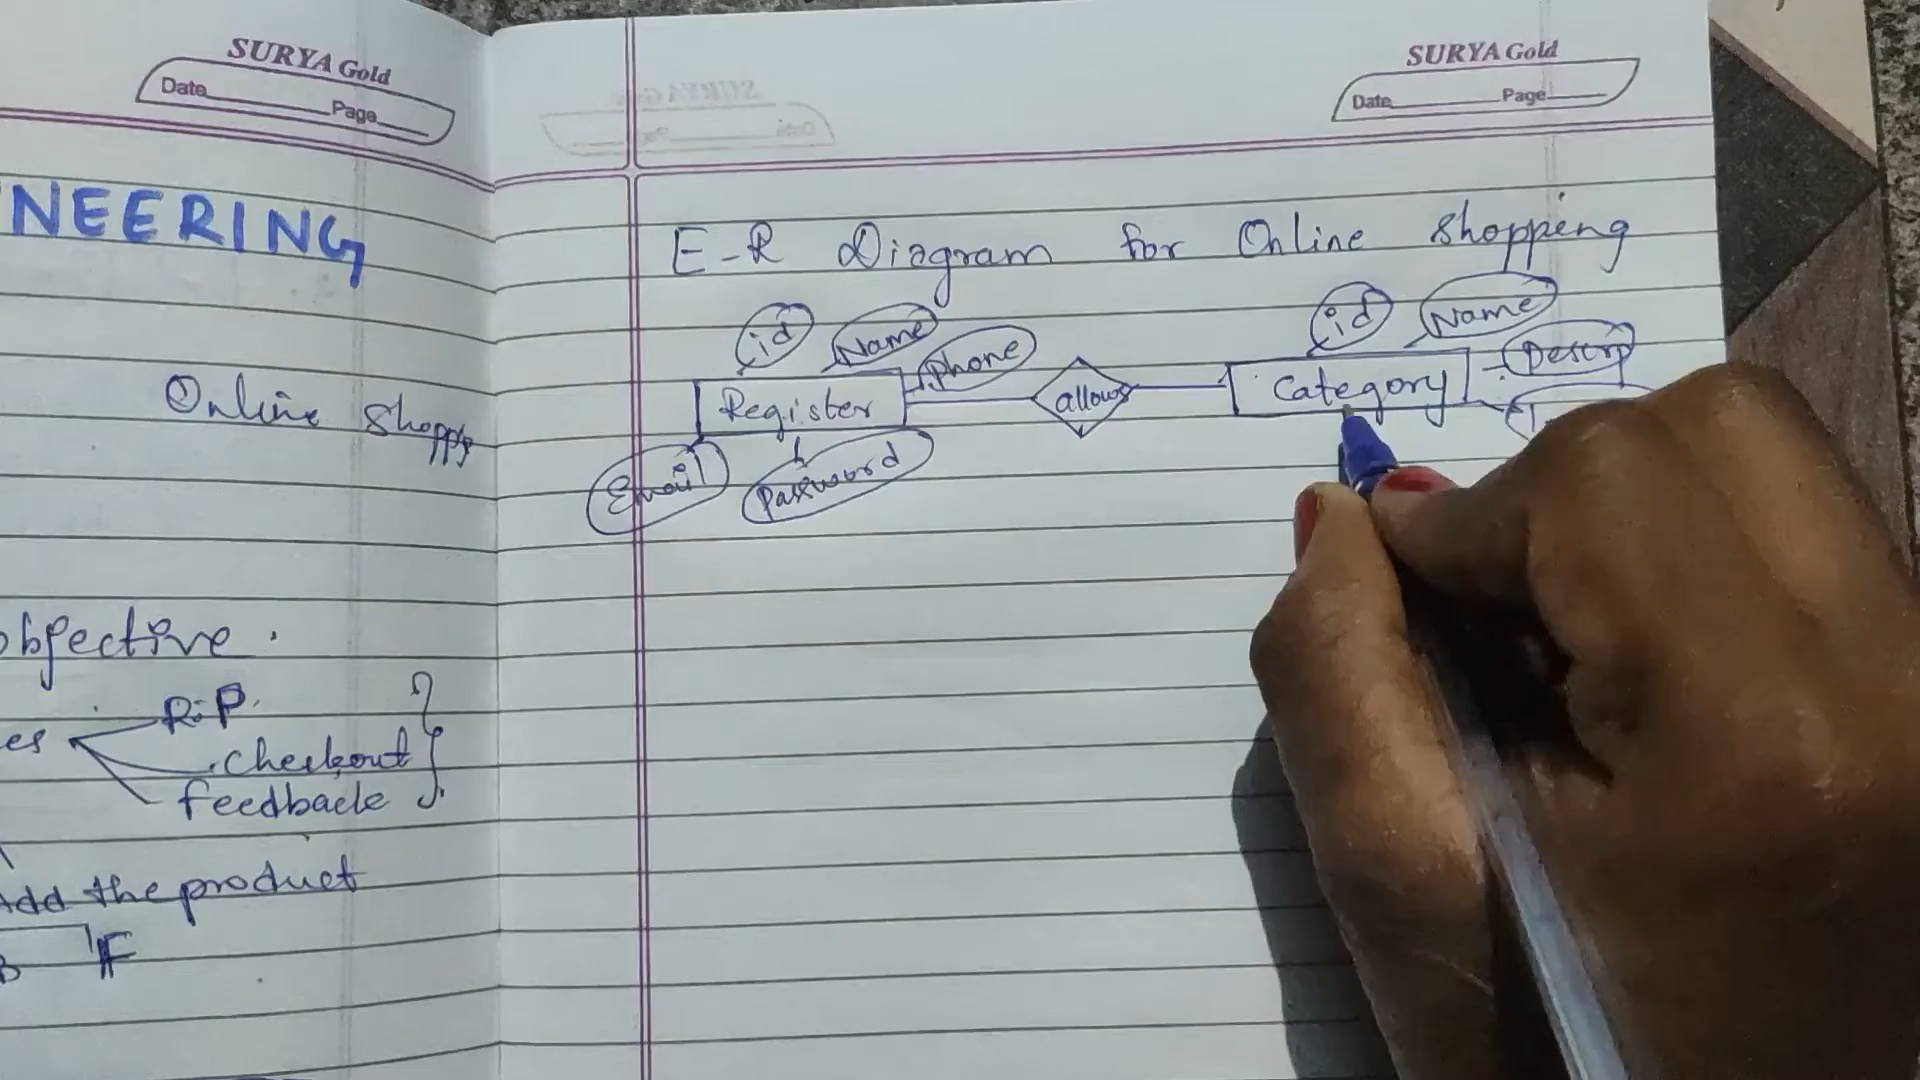 SURYA Gold
Date Page
NEERING
Online Shopp
objective.
es R.P.
Checkout
feedback
Add the product
B F
SURYA Gold
Date Page
E-R Diagram for Online Shopping
id Name Phone
Register
Email Password
allows
id Name
Descrp
Category